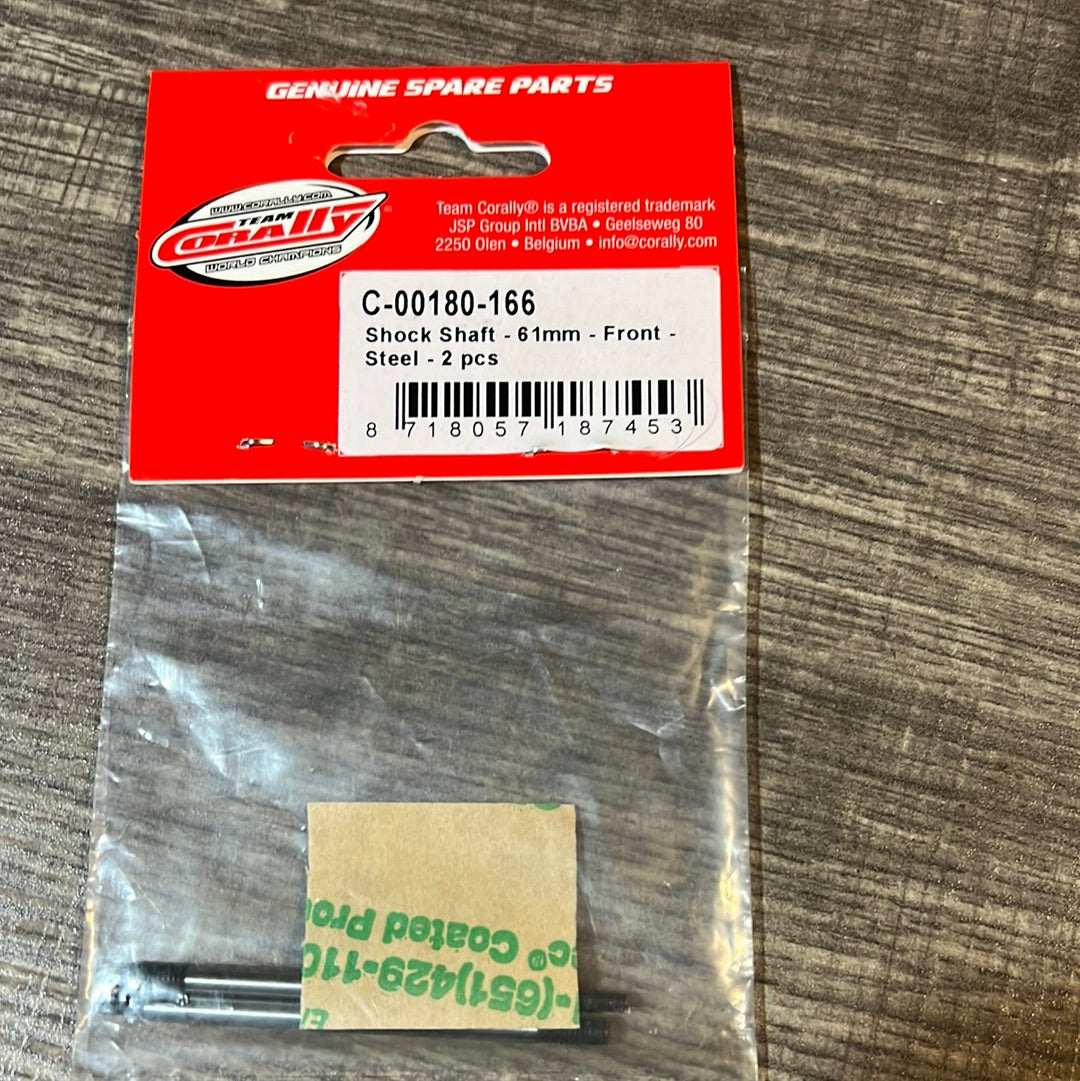 GENUINE SPARE PARTS
WWW.CORALLY.COM
TEAM
CORALLY
WORLD CHAMPIONS
Team Corally® is a registered trademark
JSP Group Intl BVBA • Geelseweg 80
2250 Olen • Belgium • info@corally.com
C-00180-166
Shock Shaft - 61mm - Front -
Steel - 2 pcs
8 718057 187453
Coated
(651)429-110